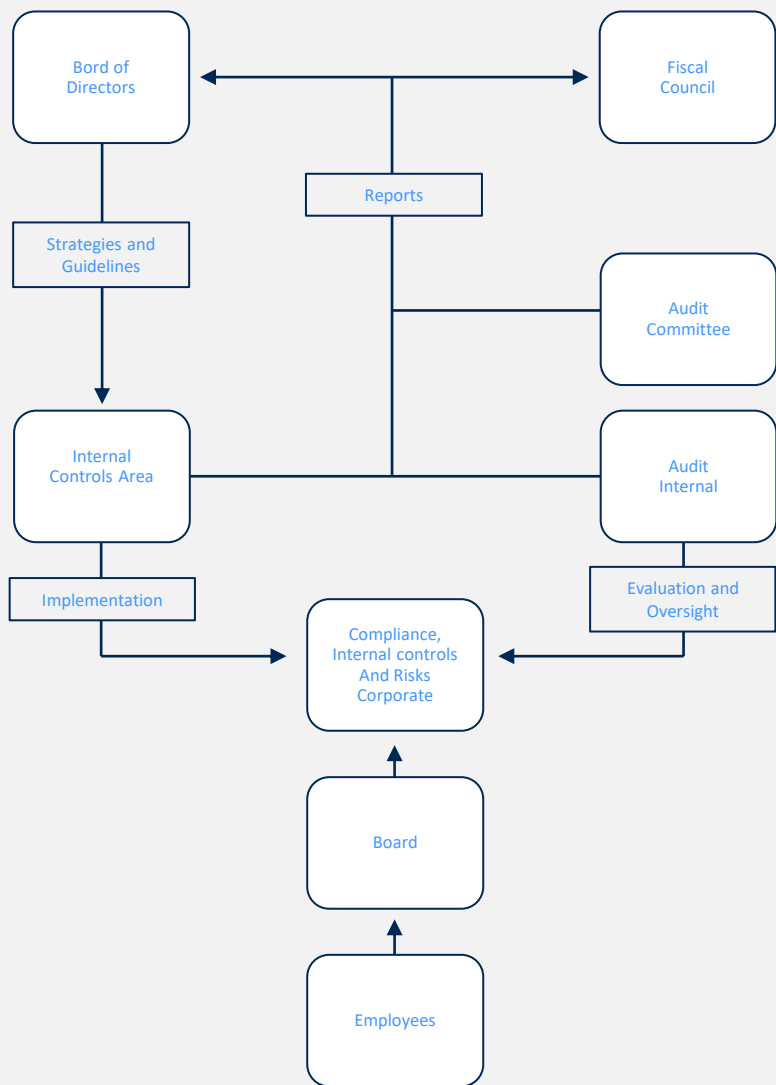 Bord of
Directors
Fiscal
Council
Reports
Strategies and
Guidelines
Audit
Committee
Internal
Controls Area
Audit
Internal
Implementation
Evaluation and
Oversight
Compliance,
Internal controls
And Risks
Corporate
Board
Employees